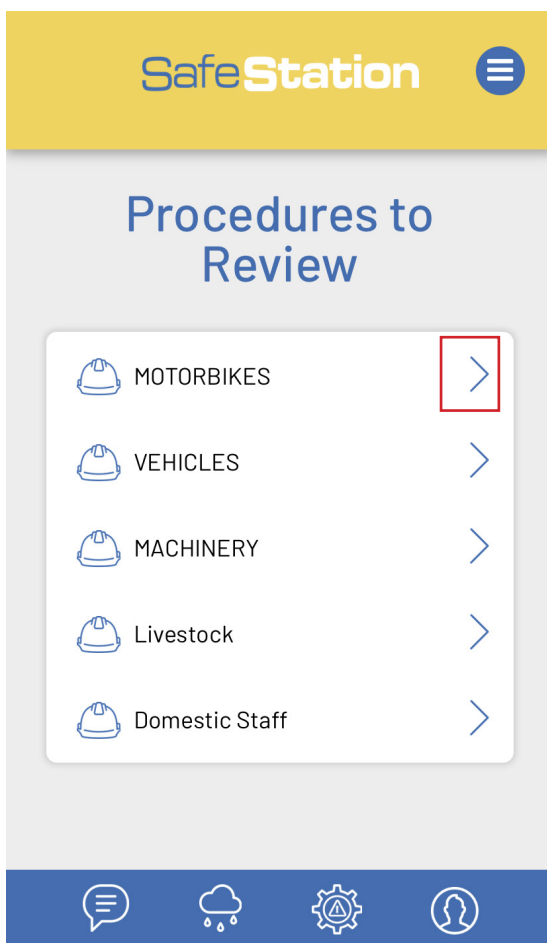 SafeStation
Procedures to
Review
MOTORBIKES
VEHICLES
MACHINERY
Livestock
Domestic Staff